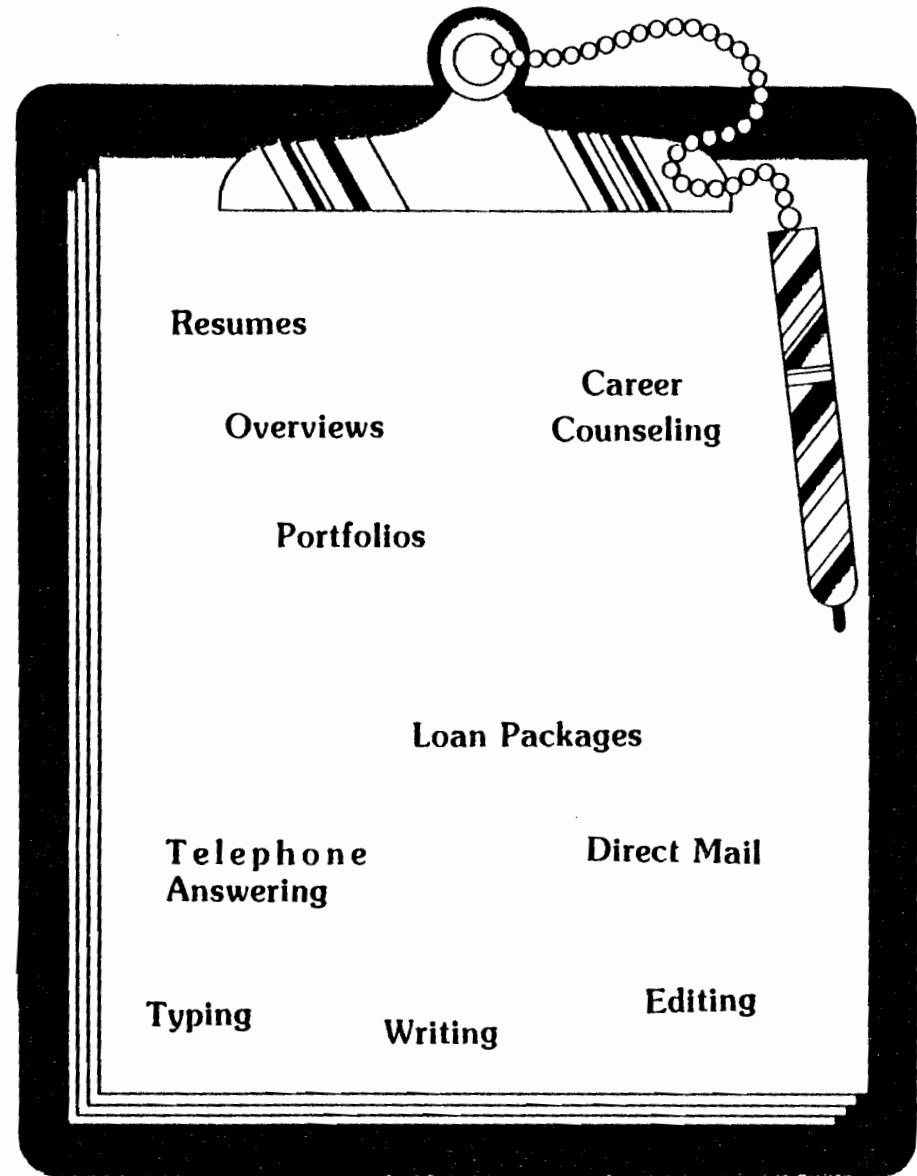 Resumes
Career
Counseling
Overviews
Portfolios
Loan Packages
Telephone
Answering
Direct Mail
Typing
Writing
Editing